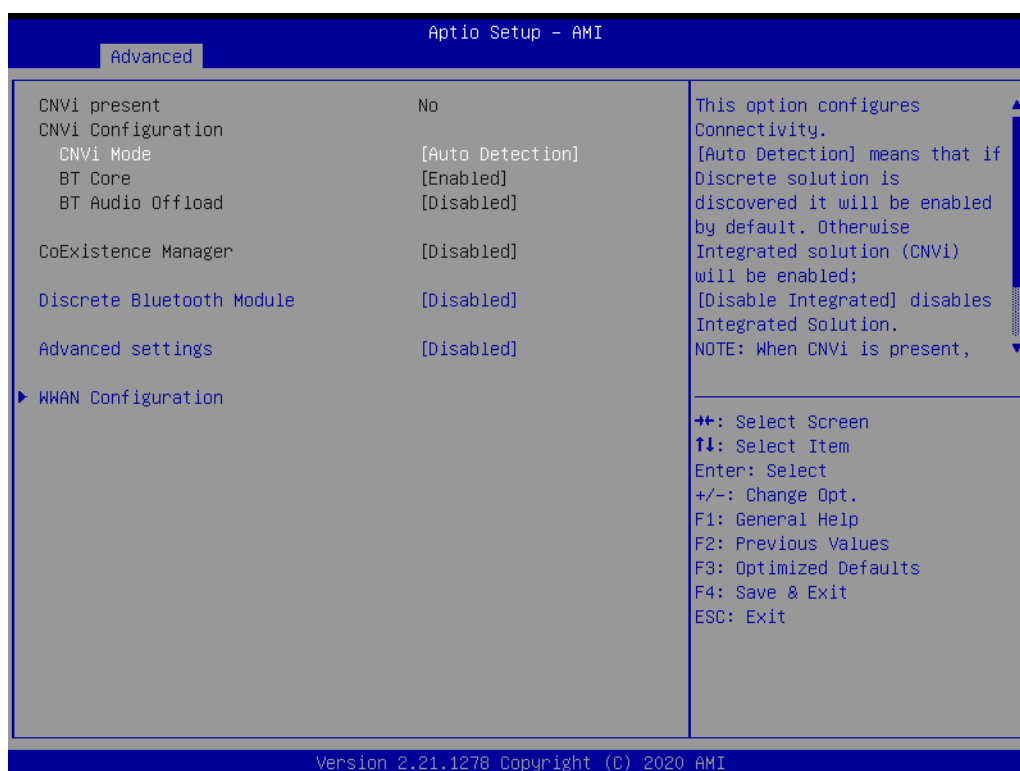 Aptio Setup – AMI
Advanced
CNVi present No
CNVi Configuration
CNVi Mode [Auto Detection]
BT Core [Enabled]
BT Audio Offload [Disabled]
CoExistence Manager [Disabled]
Discrete Bluetooth Module [Disabled]
Advanced settings [Disabled]
WWAN Configuration
This option configures
Connectivity.
[Auto Detection] means that if
Discrete solution is
discovered it will be enabled
by default. Otherwise
Integrated solution (CNVi)
will be enabled;
[Disable Integrated] disables
Integrated Solution.
NOTE: When CNVi is present,
→←: Select Screen
↑↓: Select Item
Enter: Select
+/-: Change Opt.
F1: General Help
F2: Previous Values
F3: Optimized Defaults
F4: Save & Exit
ESC: Exit
Version 2.21.1278 Copyright (C) 2020 AMI